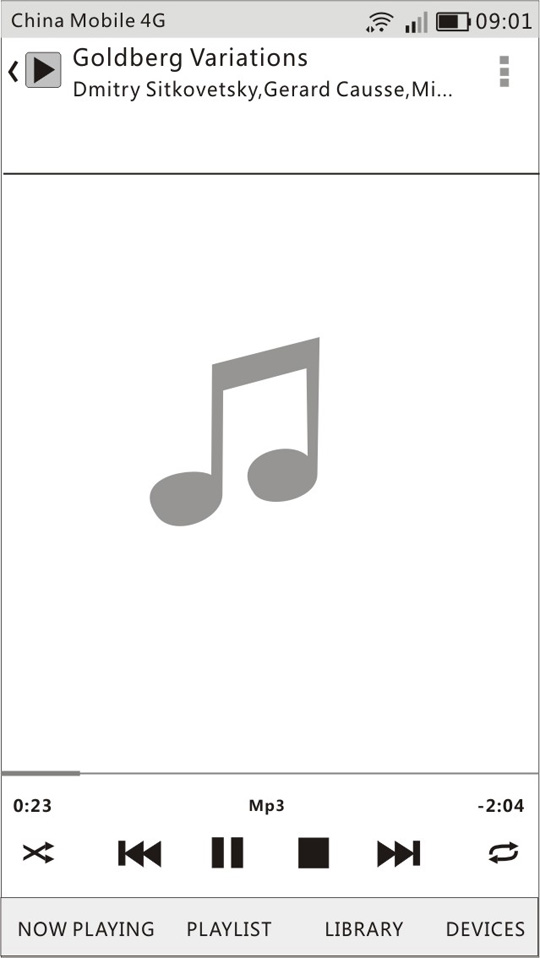 China Mobile 4G 09:01
Goldberg Variations
Dmitry Sitkovetsky,Gerard Causse,Mi...
0:23 Mp3 -2:04
NOW PLAYING PLAYLIST LIBRARY DEVICES